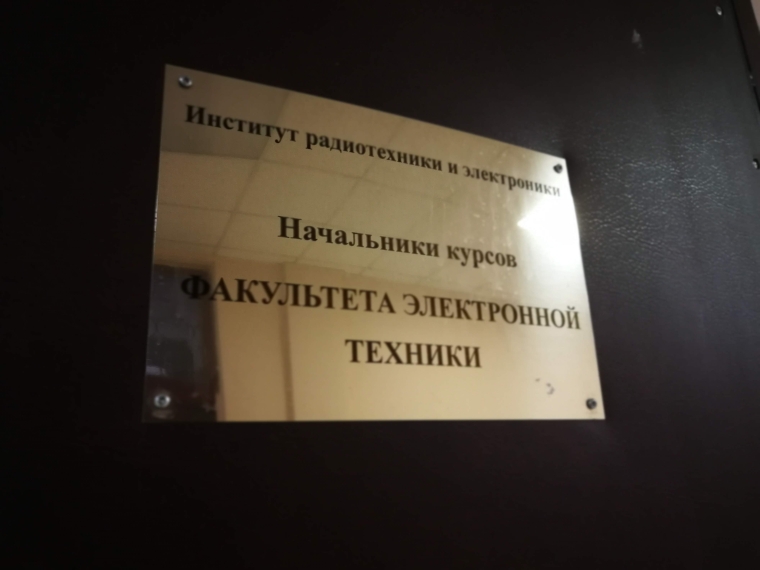 Институт радиотехники и электроники
Начальники курсов
ФАКУЛЬТЕТА ЭЛЕКТРОННОЙ
ТЕХНИКИ